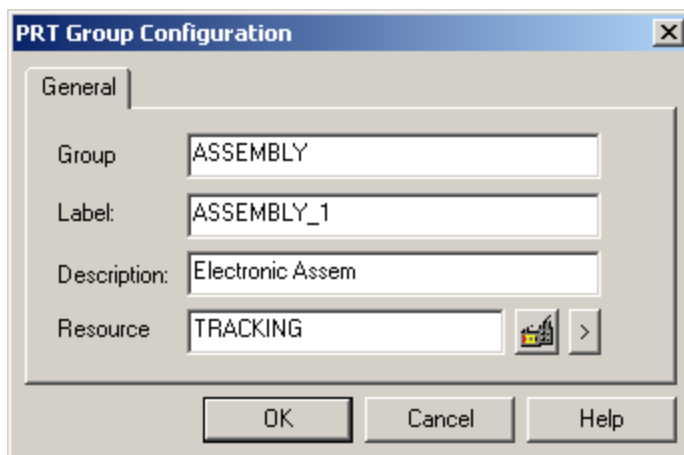 PRT Group Configuration
General
Group ASSEMBLY
Label: ASSEMBLY_1
Description: Electronic Assem
Resource TRACKING >
OK Cancel Help